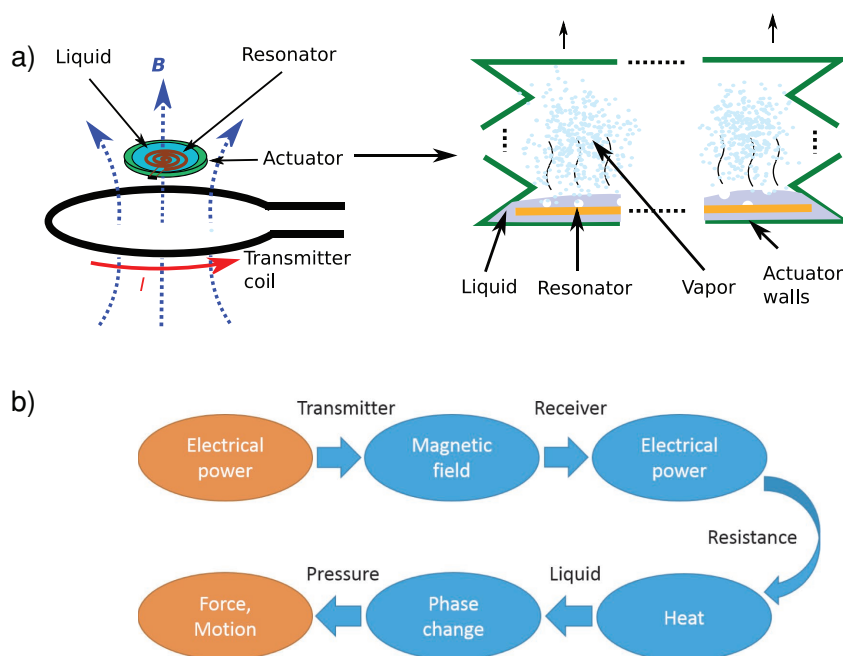 a)
Liquid
B
Resonator
Actuator
Transmitter
coil
I
Liquid
Resonator
Vapor
Actuator
walls
b)
Transmitter
Receiver
Electrical
power
Magnetic
field
Electrical
power
Resistance
Pressure
Liquid
Force,
Motion
Phase
change
Heat